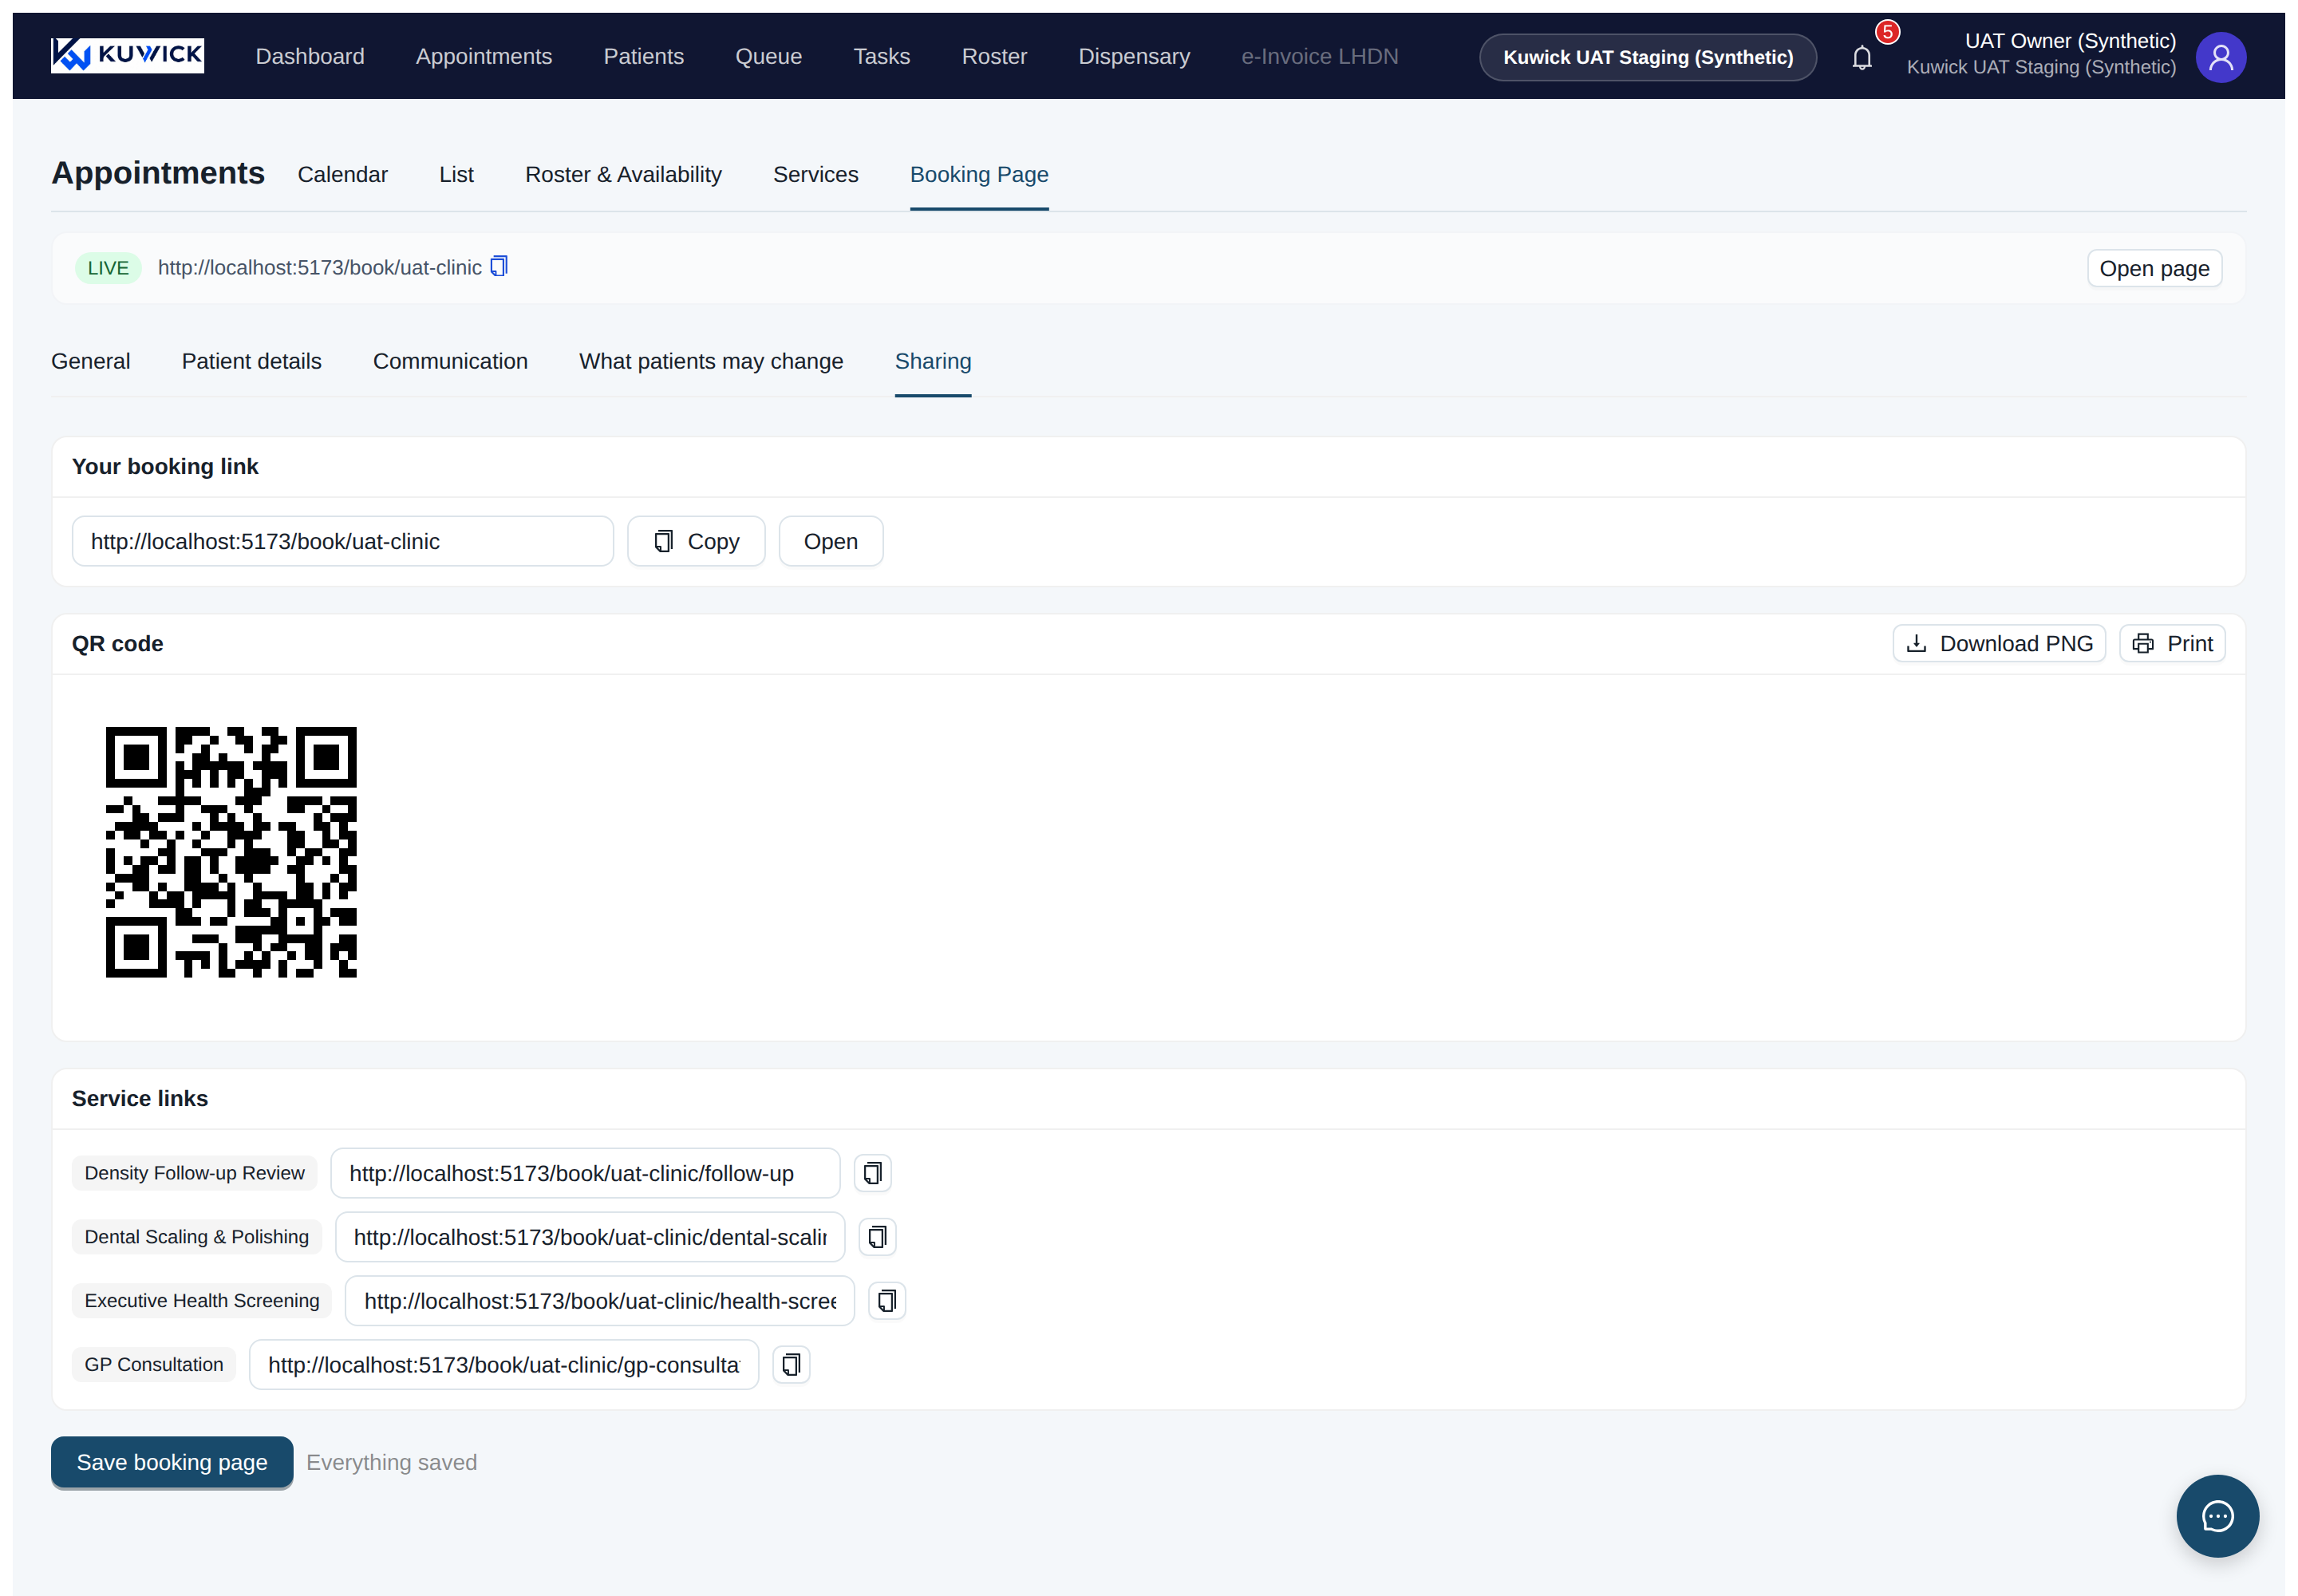 KUWICK
Dashboard
Appointments
Patients
Queue
Tasks
Roster
Dispensary
e-Invoice LHDN
Kuwick UAT Staging (Synthetic)
5
UAT Owner (Synthetic)
Kuwick UAT Staging (Synthetic)
Appointments
Calendar
List
Roster & Availability
Services
Booking Page
LIVE
http://localhost:5173/book/uat-clinic
Open page
General
Patient details
Communication
What patients may change
Sharing
Your booking link
http://localhost:5173/book/uat-clinic
Copy
Open
QR code
Download PNG
Print
Service links
Density Follow-up Review
http://localhost:5173/book/uat-clinic/follow-up
Dental Scaling & Polishing
http://localhost:5173/book/uat-clinic/dental-scalin
Executive Health Screening
http://localhost:5173/book/uat-clinic/health-scree
GP Consultation
http://localhost:5173/book/uat-clinic/gp-consulta
Save booking page
Everything saved